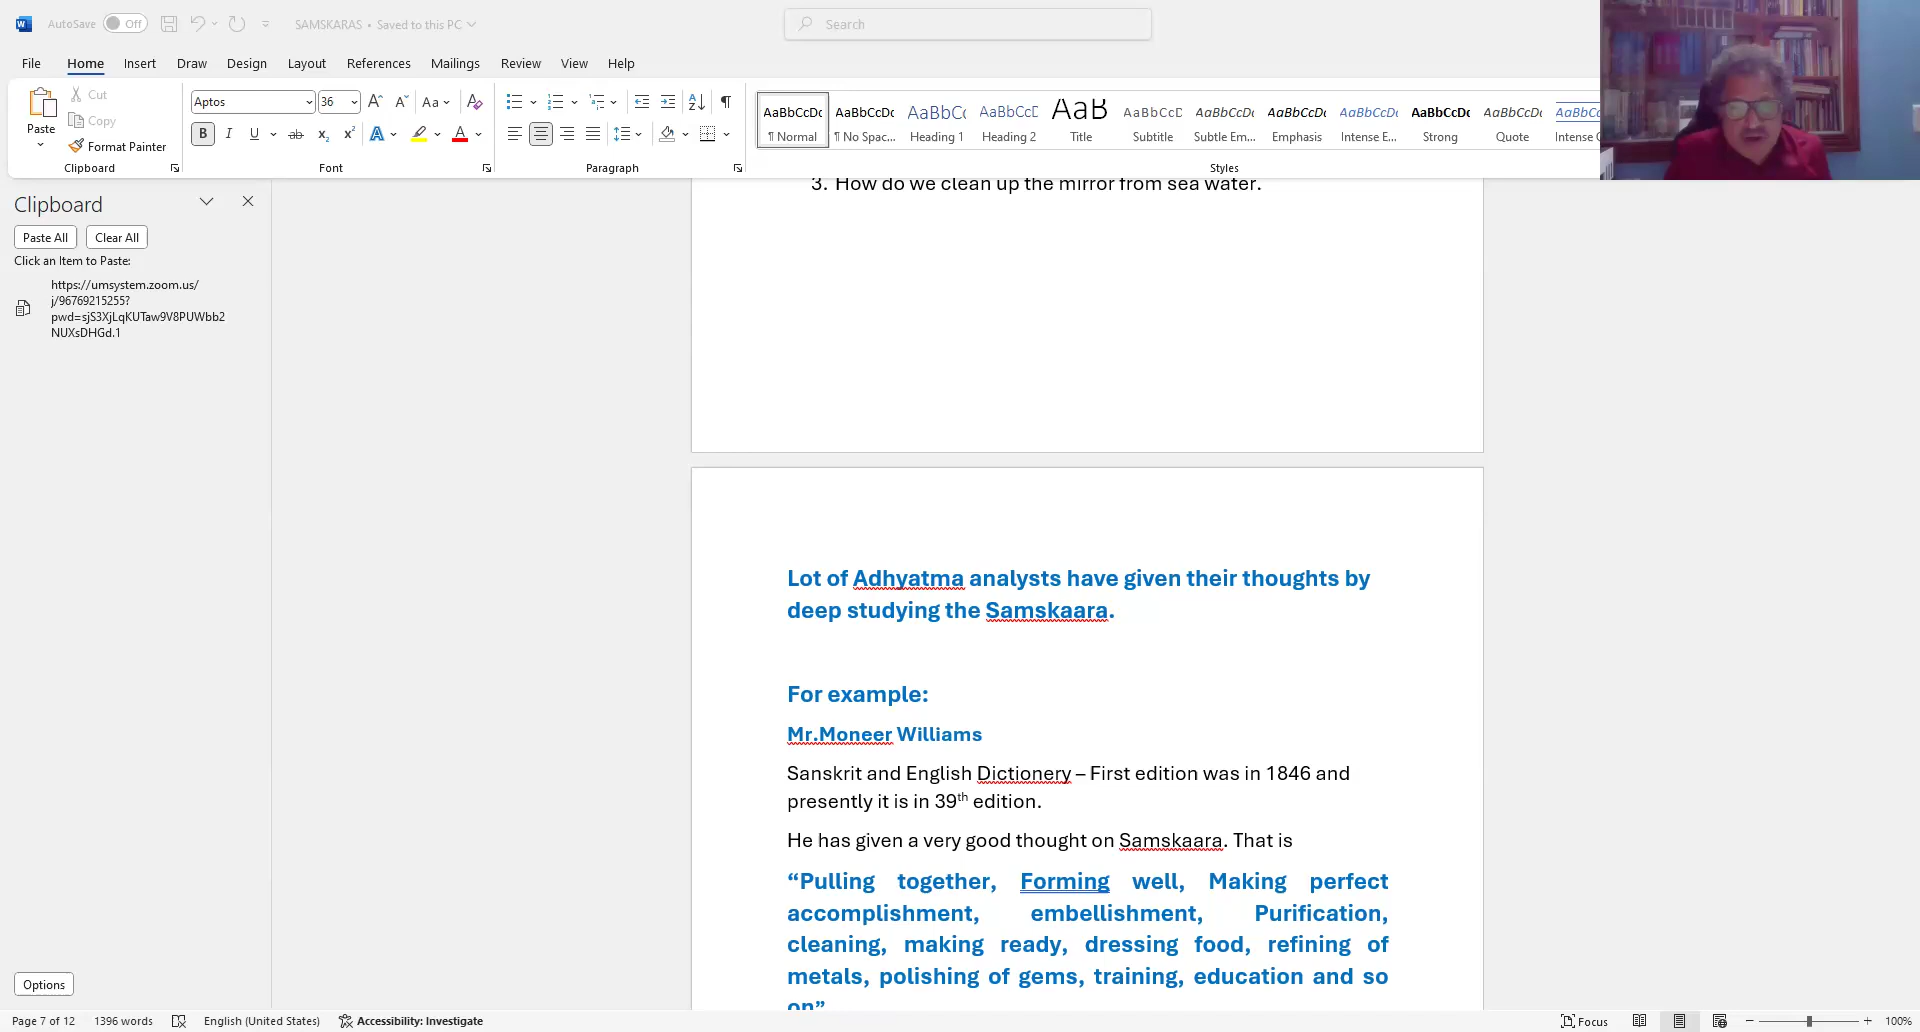 AutoSave Off SAMSKARAS • Saved to this PC Search
File Home Insert Draw Design Layout References Mailings Review View Help
Paste Cut Copy Format Painter
Clipboard
Aptos 36
Font
Paragraph
AaBbCcDc AaBbCcDc AaBbCc AaBbCcD AaB AaBbCcD AaBbCcDc AaBbCcDc AaBbCcDc AaBbCcDc AaBbCcDc AaBbCc
¶ Normal ¶ No Spac... Heading 1 Heading 2 Title Subtitle Subtle Em... Emphasis Intense E... Strong Quote Intense
Styles
Clipboard
Paste All Clear All
Click an Item to Paste:
https://umsystem.zoom.us/
j/96769215255?
pwd=sjS3XjLqKUTaw9V8PUWbb2
NUXsDHGd.1
Options
3. How do we clean up the mirror from sea water.
Lot of Adhyatma analysts have given their thoughts by
deep studying the Samskaara.
For example:
Mr.Moneer Williams
Sanskrit and English Dictionery – First edition was in 1846 and
presently it is in 39th edition.
He has given a very good thought on Samskaara. That is
“Pulling together, Forming well, Making perfect
accomplishment, embellishment, Purification,
cleaning, making ready, dressing food, refining of
metals, polishing of gems, training, education and so
on”
Page 7 of 12 1396 words English (United States) Accessibility: Investigate Focus 100%